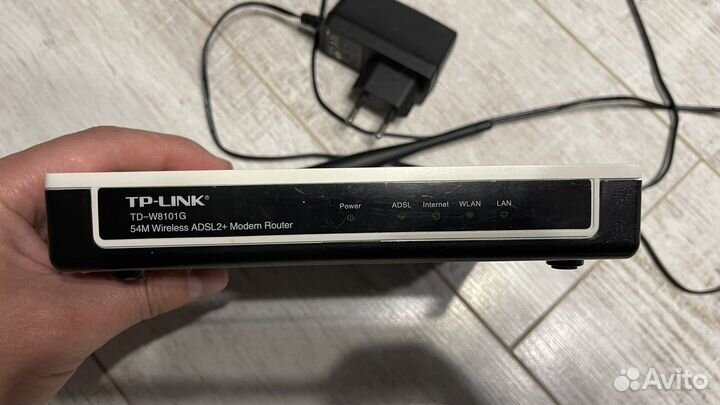 TP-LINK®
TD-W8101G
54M Wireless ADSL2+ Modem Router
Power ADSL Internet WLAN LAN
Avito